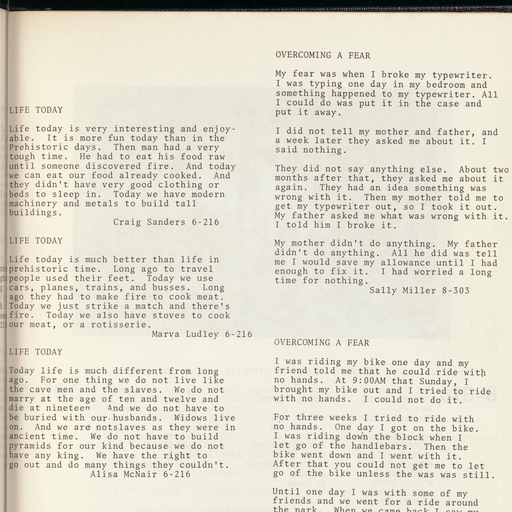 LIFE TODAY
Life today is very interesting and enjoy-
able. It is more fun today than in the
Prehistoric days. Then man had a very
tough time. He had to eat his food raw
until someone discovered fire. And today
we can eat our food already cooked. And
they didn't have very good clothing or
beds to sleep in. Today we have modern
machinery and metals to build tall
buildings.
Craig Sanders 6-216
LIFE TODAY
Life today is much better than life in
prehistoric time. Long ago to travel
people used their feet. Today we use
cars, planes, trains, and busses. Long
ago they had to make fire to cook meat.
Today we just strike a match and there's
fire. Today we also have stoves to cook
our meat, or a rotisserie.
Marva Ludley 6-216
LIFE TODAY
Today life is much different from long
ago. For one thing we do not live like
the cave men and the slaves. We do not
marry at the age of ten and twelve and
die at nineteen And we do not have to
be buried with our husbands. Widows live
on. And we are notslaves as they were in
ancient time. We do not have to build
pyramids for our kind because we do not
have any king. We have the right to
go out and do many things they couldn't.
Alisa McNair 6-216
OVERCOMING A FEAR
My fear was when I broke my typewriter.
I was typing one day in my bedroom and
something happened to my typewriter. All
I could do was put it in the case and
put it away.
I did not tell my mother and father, and
a week later they asked me about it. I
said nothing.
They did not say anything else. About two
months after that, they asked me about it
again. They had an idea something was
wrong with it. Then my mother told me to
get my typewriter out, so I took it out.
My father asked me what was wrong with it.
I told him I broke it.
My mother didn't do anything. My father
didn't do anything. All he did was tell
me I would save my allowance until I had
enough to fix it. I had worried a long
time for nothing.
Sally Miller 8-303
OVERCOMING A FEAR
I was riding my bike one day and my
friend told me that he could ride with
no hands. At 9:00AM that Sunday, I
brought my bike out and I tried to ride
with no hands. I could not do it.
For three weeks I tried to ride with
no hands. One day I got on the bike.
I was riding down the block when I
let go of the handlebars. Then the
bike went down and I went with it.
After that you could not get me to let
go of the bike unless the was was still.
Until one day I was with some of my
friends and we went for a ride around
the park. When we came back I say my